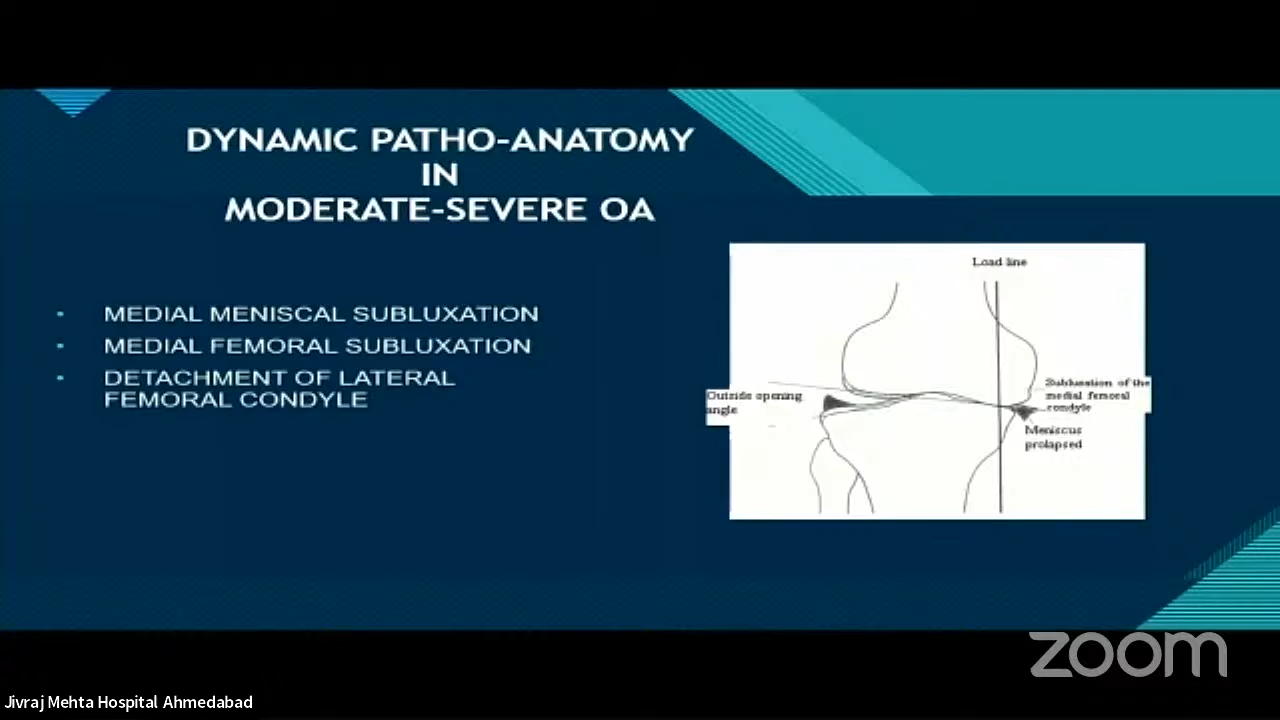 DYNAMIC PATHO-ANATOMY
IN
MODERATE-SEVERE OA
• MEDIAL MENISCAL SUBLUXATION
• MEDIAL FEMORAL SUBLUXATION
• DETACHMENT OF LATERAL
FEMORAL CONDYLE
Load line
Outside opening
angle
Subluxation of the
medial femoral
condyle
Meniscus
prolapsed
zoom
Jivraj Mehta Hospital Ahmedabad